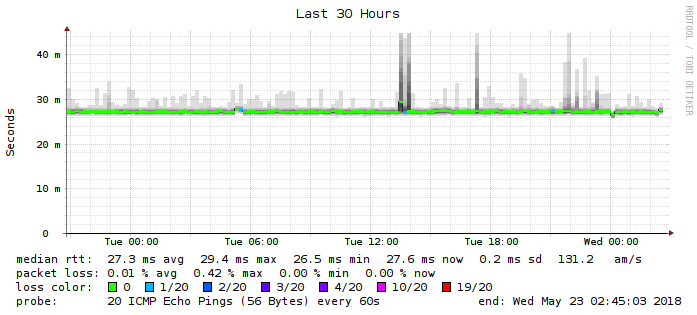 Last 30 Hours
RRDTOOL / TOBI OETIKER
Seconds
40 m
30 m
20 m
10 m
0
Tue 00:00 Tue 06:00 Tue 12:00 Tue 18:00 Wed 00:00
median rtt: 27.3 ms avg 29.4 ms max 26.5 ms min 27.6 ms now 0.2 ms sd 131.2 am/s
packet loss: 0.01 % avg 0.42 % max 0.00 % min 0.00 % now
loss color: 0 1/20 2/20 3/20 4/20 10/20 19/20
probe: 20 ICMP Echo Pings (56 Bytes) every 60s end: Wed May 23 02:45:03 2018